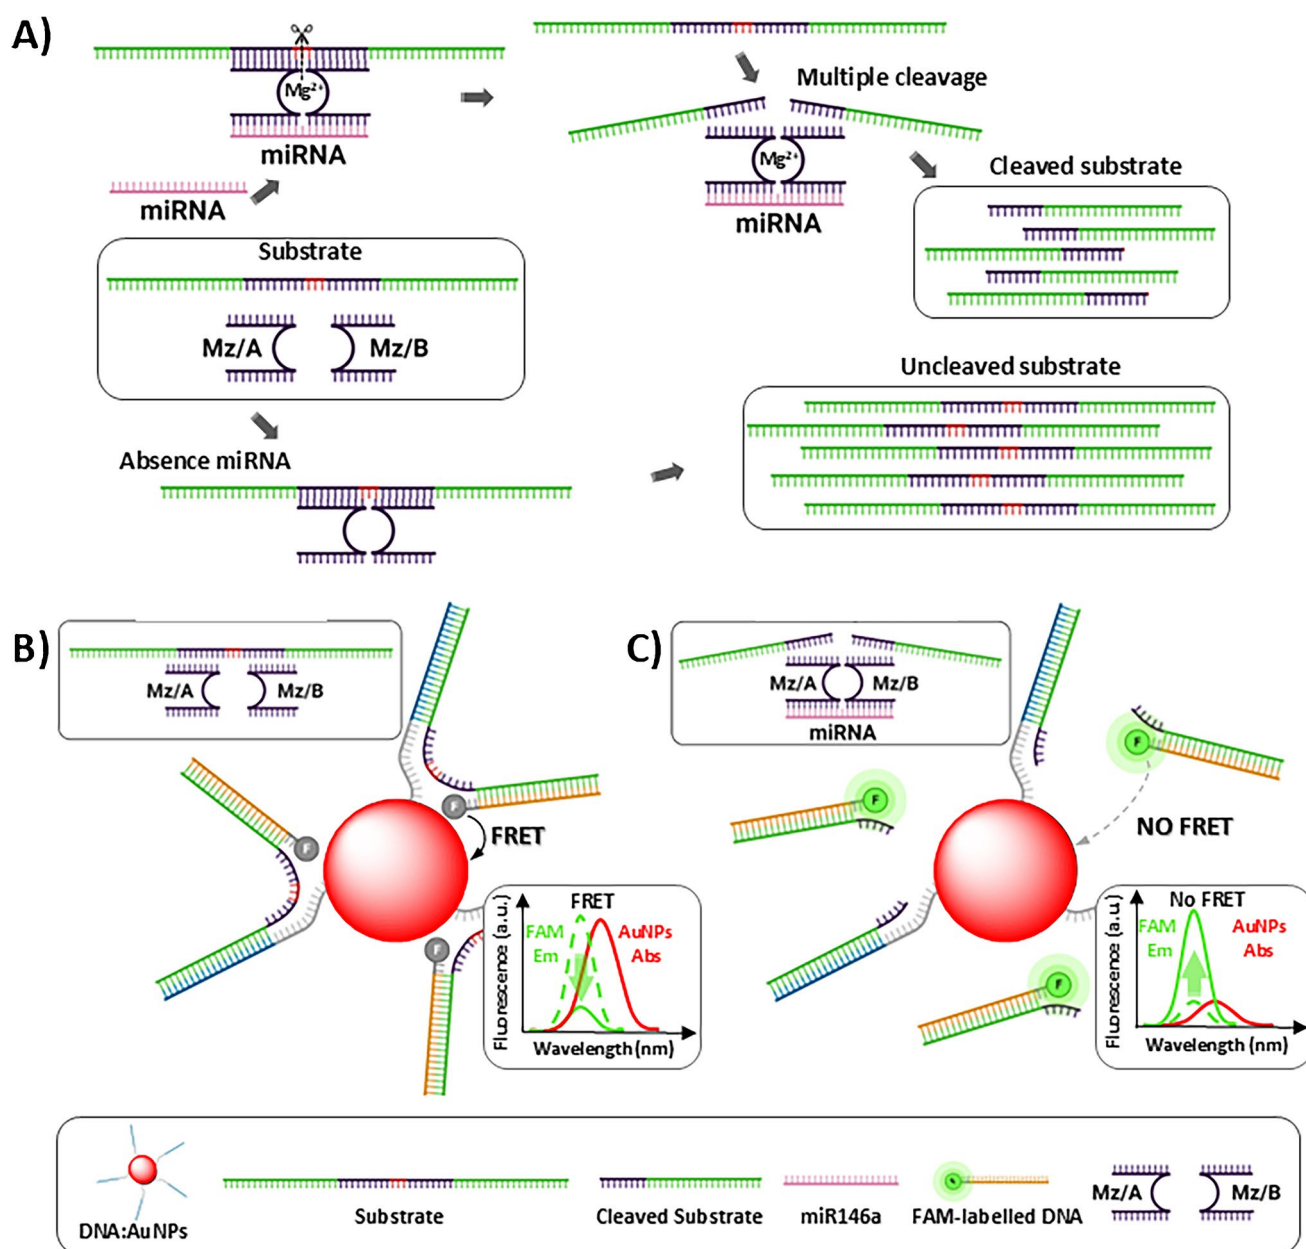 A)
Mg²⁺
miRNA
miRNA
Multiple cleavage
Mg²⁺
miRNA
Cleaved substrate
Substrate
Mz/A
Mz/B
Absence miRNA
Uncleaved substrate
B)
Mz/A
Mz/B
F
F
FRET
F
FRET
FAM
Em
AuNPs
Abs
Fluorescence (a.u.)
Wavelength (nm)
C)
Mz/A
Mz/B
miRNA
F
F
NO FRET
F
No FRET
FAM
Em
AuNPs
Abs
Fluorescence (a.u.)
Wavelength (nm)
DNA:AuNPs
Substrate
Cleaved Substrate
miR146a
FAM-labelled DNA
Mz/A
Mz/B